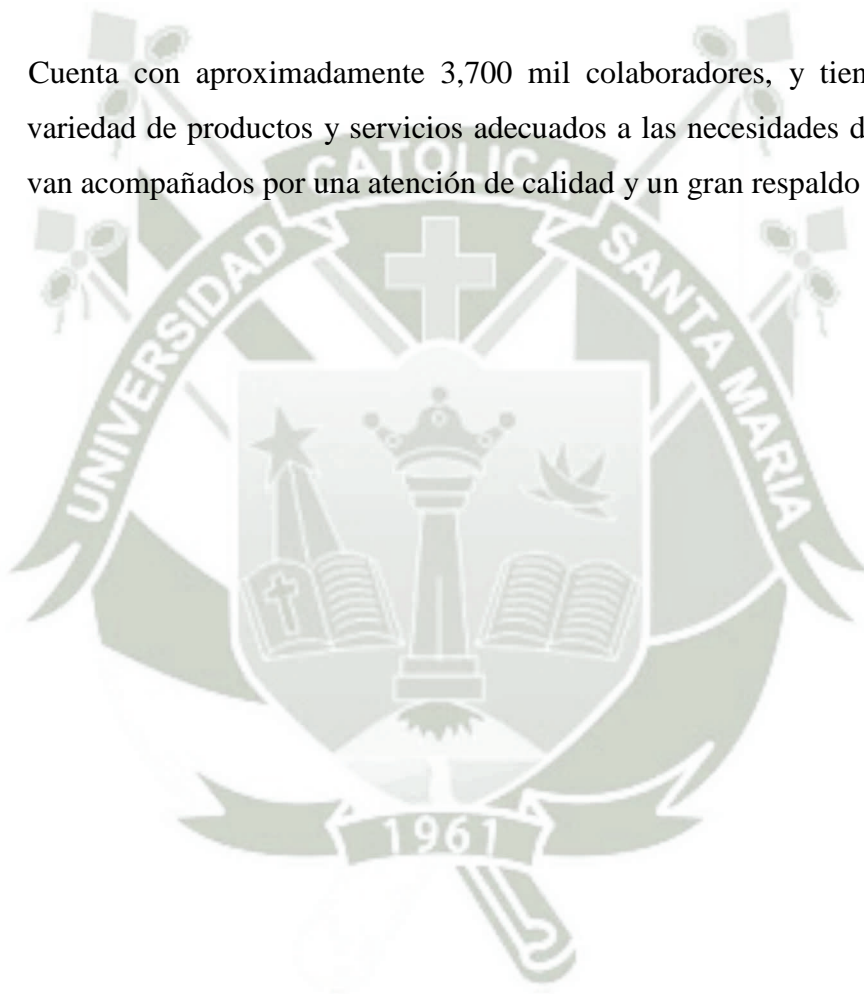 Cuenta con aproximadamente 3,700 mil colaboradores, y tien
variedad de productos y servicios adecuados a las necesidades d
van acompañados por una atención de calidad y un gran respaldo
UNIVERSIDAD CATOLICA SANTA MARIA
1961